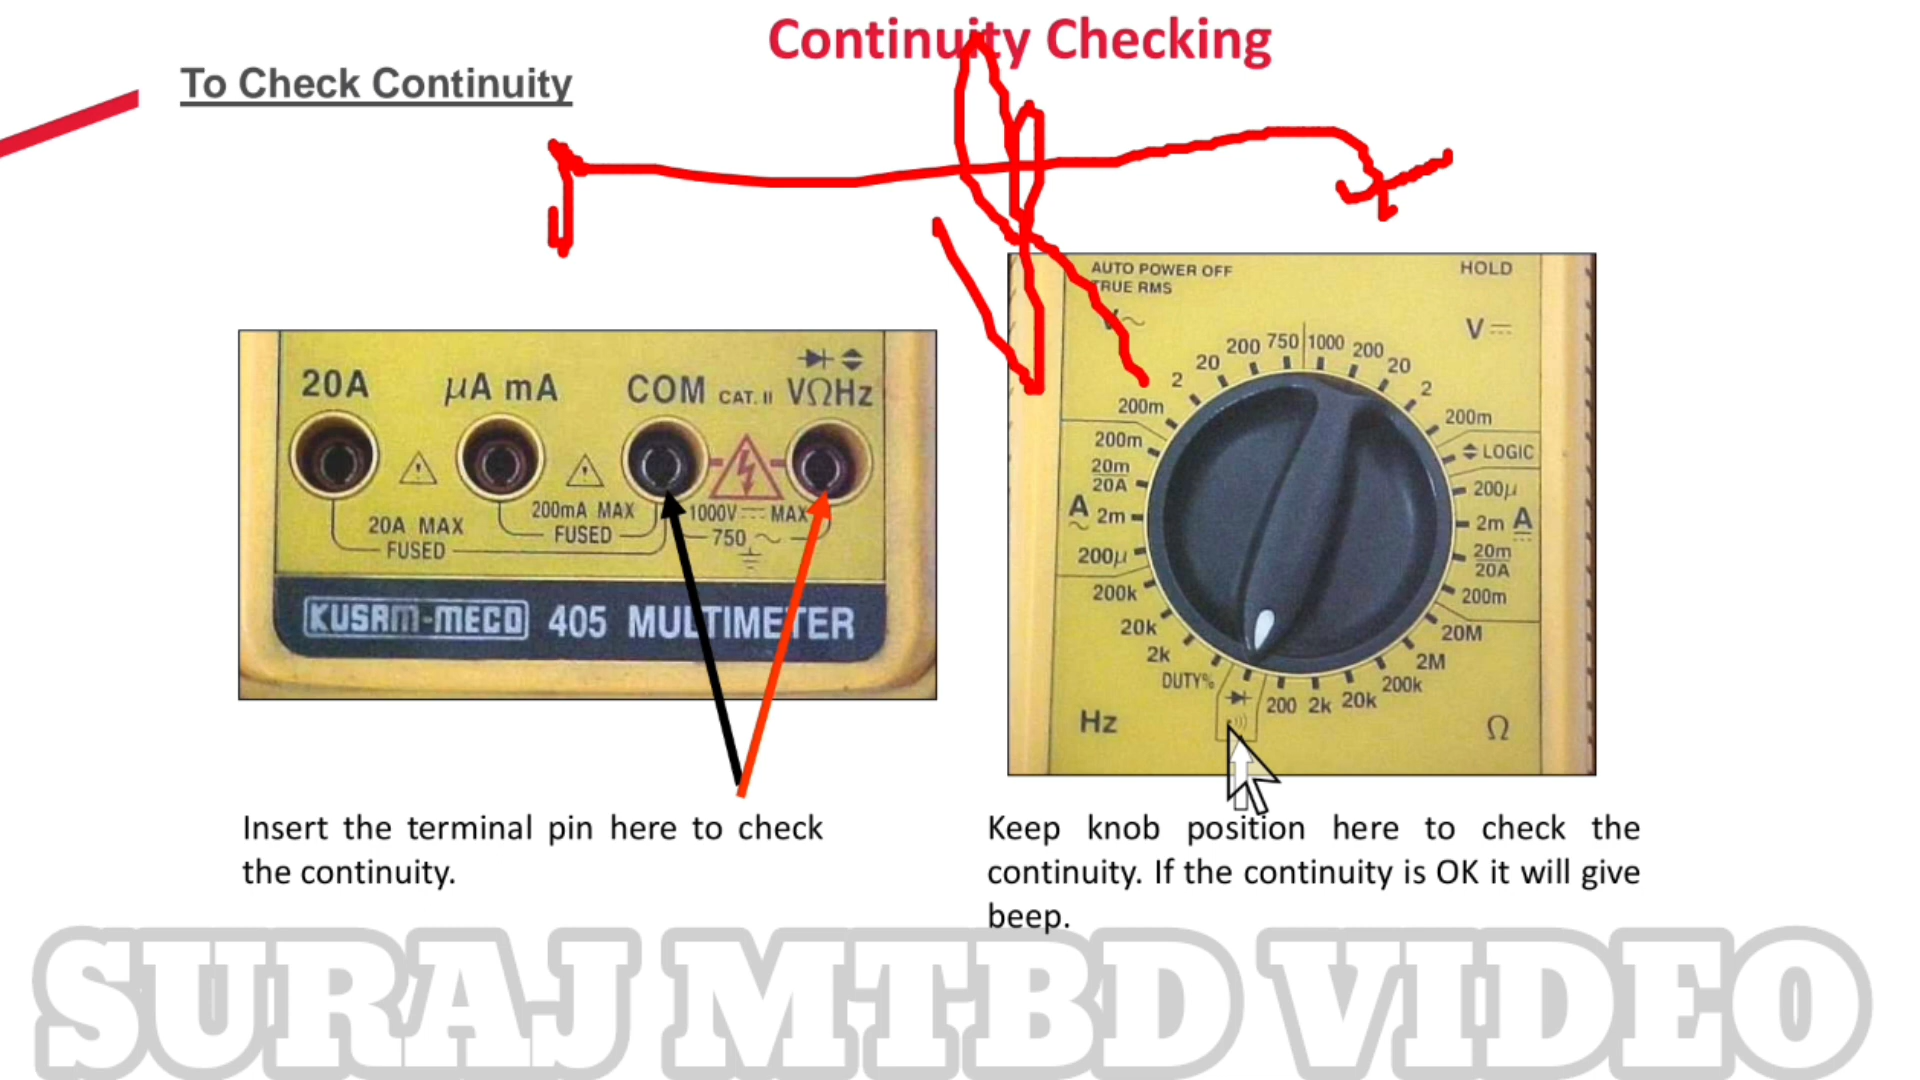 Continuity Checking
To Check Continuity
AUTO POWER OFF
TRUE RMS
HOLD
V~
V⎓
200 750 1000 200
20 20
2 2
200m 200m
200m
LOGIC
20m
20A
200µ
A
~
2m
2m A
⎓
200µ
20m
20A
200k
200m
20k
20M
2k
2M
DUTY%
200k
200 2k 20k
Hz
Ω
20A µA mA COM CAT. II VΩHz
20A MAX
FUSED
200mA MAX
FUSED
1000V ⎓ MAX
750 ~
KUSAM-MECO 405 MULTIMETER
Insert the terminal pin here to check
the continuity.
Keep knob position here to check the
continuity. If the continuity is OK it will give
beep.
SURAJ MTBD VIDEO